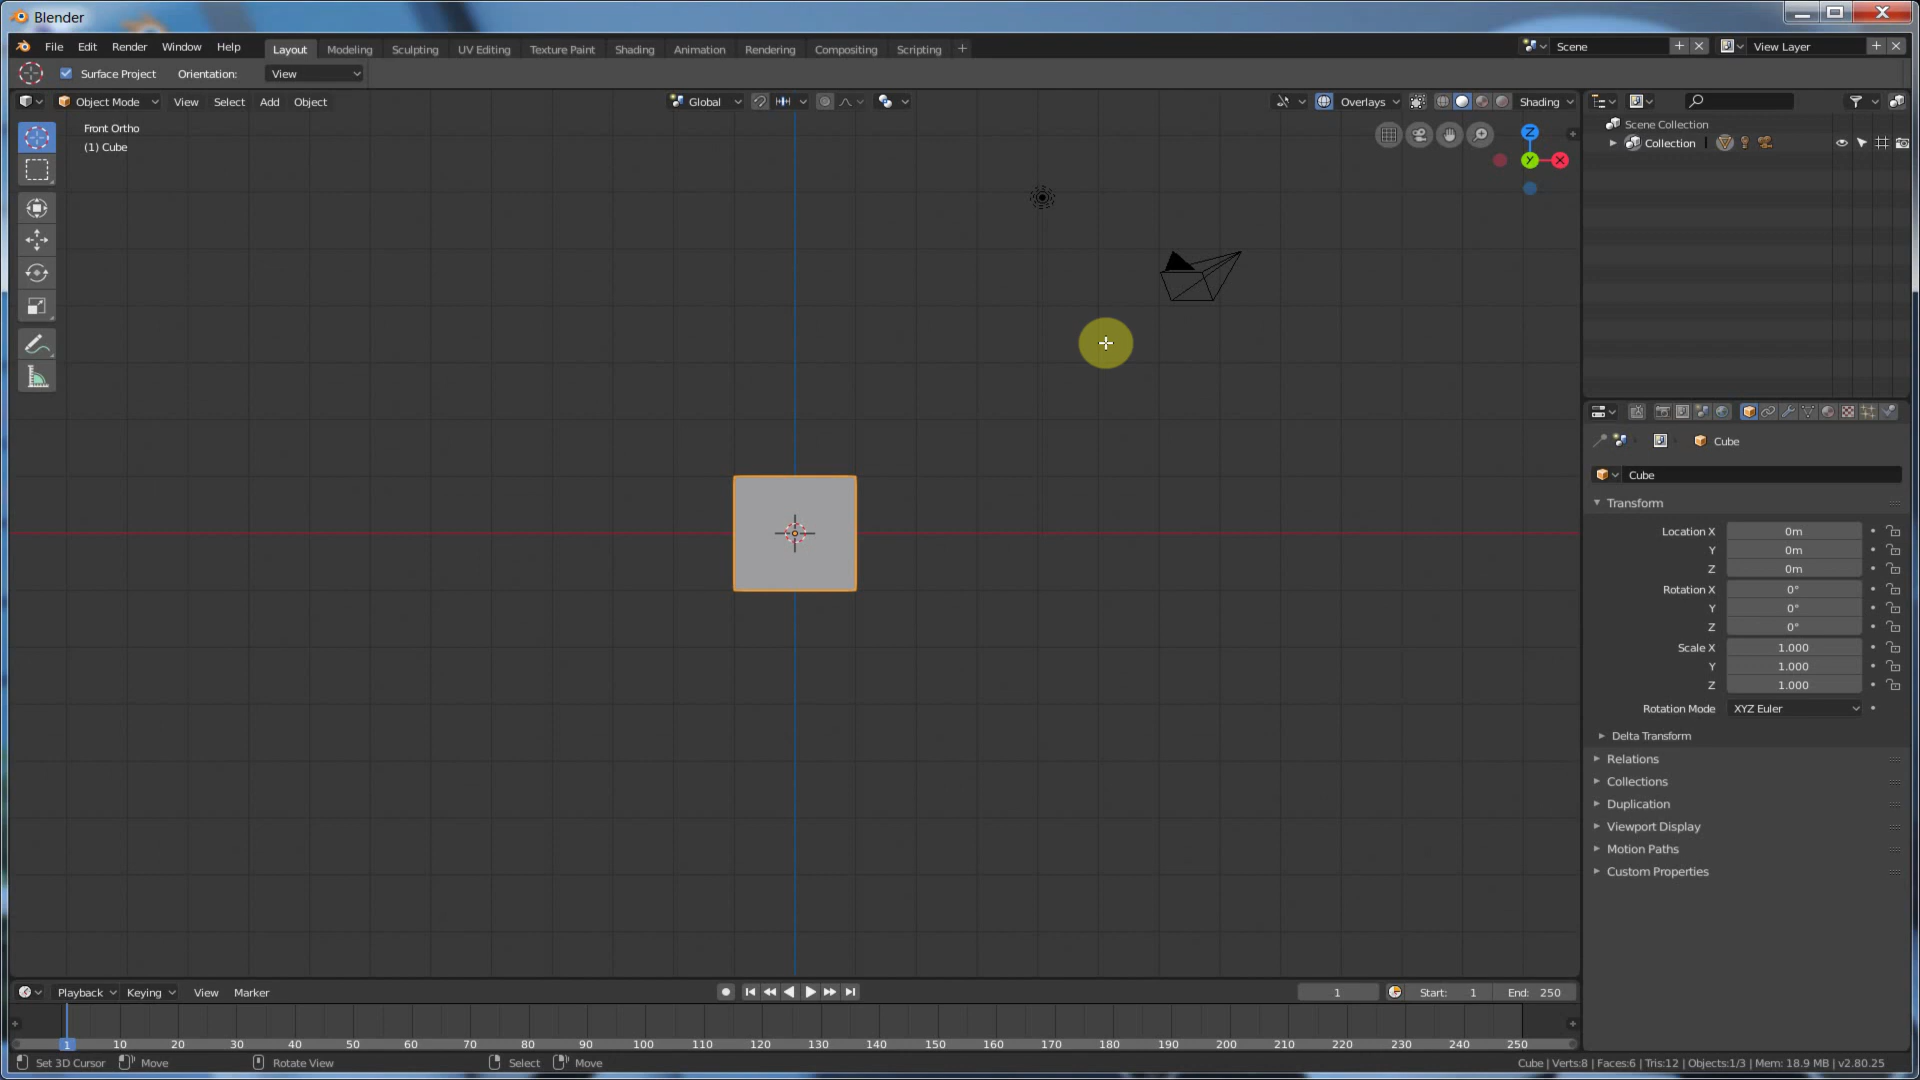 Blender
File Edit Render Window Help Layout Modeling Sculpting UV Editing Texture Paint Shading Animation Rendering Compositing Scripting + Scene View Layer
Surface Project Orientation: View
Object Mode View Select Add Object Global Overlays Shading
Front Ortho
(1) Cube
Z
Y X
Scene Collection
Collection
Cube
Cube
Transform
Location X 0m
Y 0m
Z 0m
Rotation X 0°
Y 0°
Z 0°
Scale X 1.000
Y 1.000
Z 1.000
Rotation Mode XYZ Euler
Delta Transform
Relations
Collections
Duplication
Viewport Display
Motion Paths
Custom Properties
Playback Keying View Marker 1 Start: 1 End: 250
1 10 20 30 40 50 60 70 80 90 100 110 120 130 140 150 160 170 180 190 200 210 220 230 240 250
Set 3D Cursor Move Rotate View Select Move Cube | Verts:8 | Faces:6 | Tris:12 | Objects:1/3 | Mem: 18.9 MB | v2.80.25